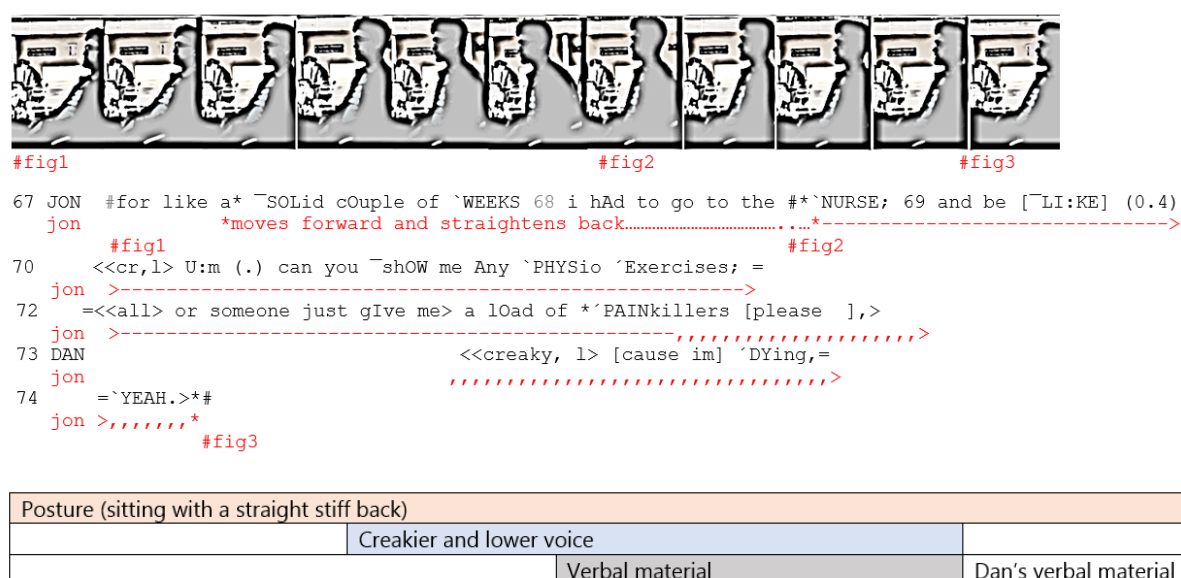 #fig1 #fig2 #fig3
67 JON #for like a* ¯SOLid cOuple of `WEEKS 68 i hAd to go to the #*`NURSE; 69 and be [¯LI:KE] (0.4)
jon *moves forward and straightens back……………………………..…*----------------------------->
#fig1 #fig2
70 <<cr,l> U:m (.) can you ¯shOW me Any `PHYSio ´Exercises; =
jon >------------------------------------------------------>
72 =<<all> or someone just gIve me> a lOad of *´PAINkillers [please ],>
jon >------------------------------------------------,,,,,,,,,,,,,,,,,,,,,>
73 DAN <<creaky, l> [cause im] ´DYing,=
jon ,,,,,,,,,,,,,,,,,,,,,,,,,,,,,,,,,>
74 =`YEAH.>*#
jon >,,,,,,,*
#fig3
Posture (sitting with a straight stiff back)
Creakier and lower voice
Verbal material Dan's verbal material